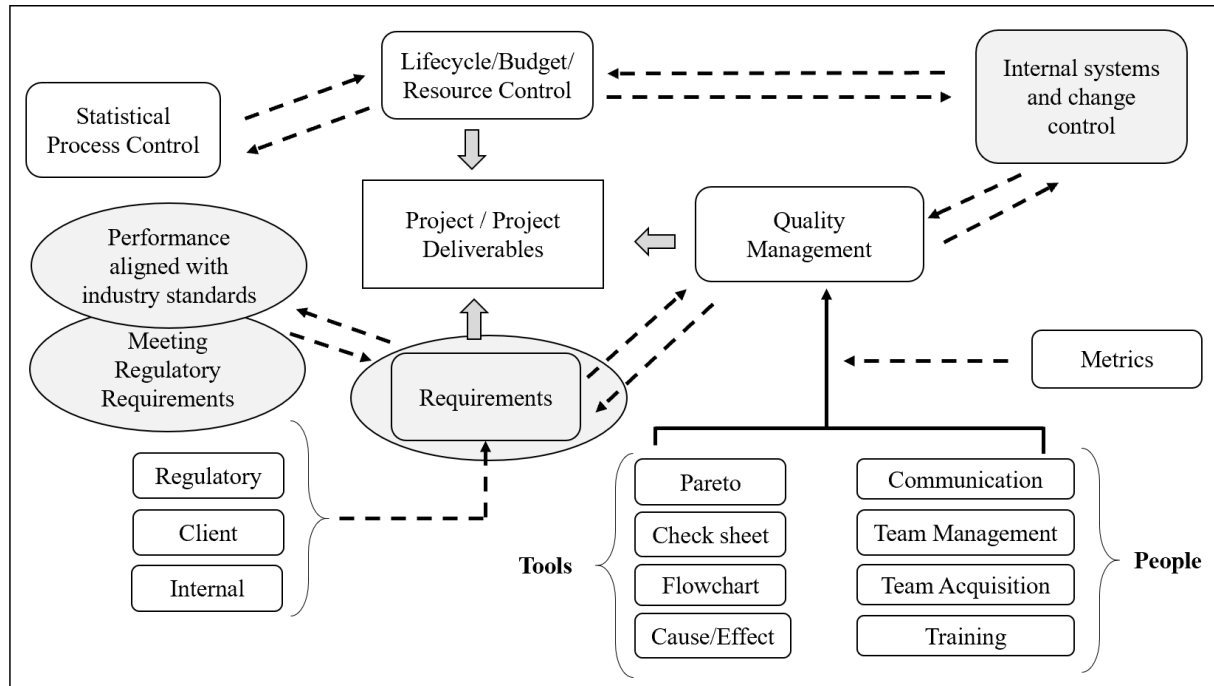 Lifecycle/Budget/
Resource Control
Internal systems
and change
control
Statistical
Process Control
Project / Project
Deliverables
Quality
Management
Performance
aligned with
industry standards
Meeting
Regulatory
Requirements
Requirements
Metrics
Regulatory
Client
Internal
Tools
Pareto
Check sheet
Flowchart
Cause/Effect
Communication
Team Management
Team Acquisition
Training
People